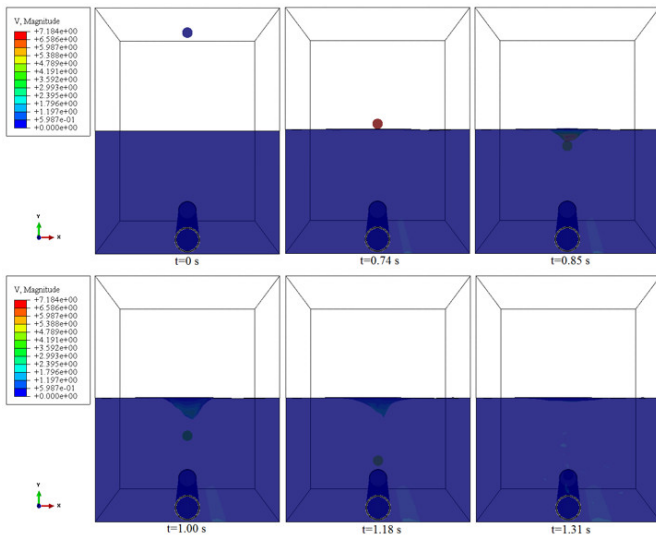 V, Magnitude
+7.184e+00
+6.586e+00
+5.987e+00
+5.388e+00
+4.789e+00
+4.191e+00
+3.592e+00
+2.993e+00
+2.395e+00
+1.796e+00
+1.197e+00
+5.987e-01
+0.000e+00
Y
X
t=0 s
t=0.74 s
t=0.85 s
V, Magnitude
+7.184e+00
+6.586e+00
+5.987e+00
+5.388e+00
+4.789e+00
+4.191e+00
+3.592e+00
+2.993e+00
+2.395e+00
+1.796e+00
+1.197e+00
+5.987e-01
+0.000e+00
Y
X
t=1.00 s
t=1.18 s
t=1.31 s